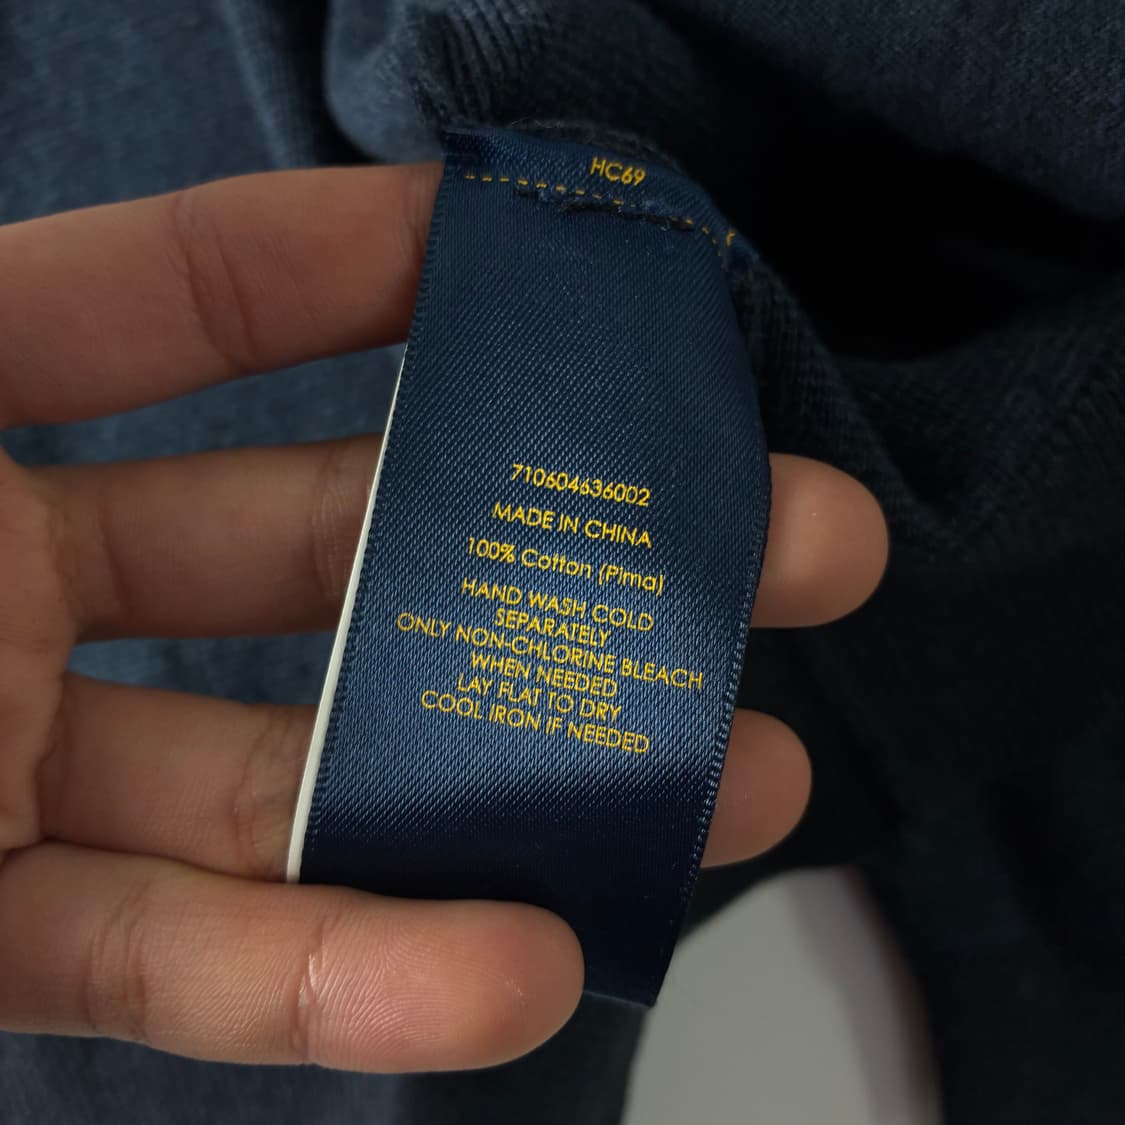 HC69
710604636002
MADE IN CHINA
100% Cotton (Pima)
HAND WASH COLD
SEPARATELY
ONLY NON-CHLORINE BLEACH
WHEN NEEDED
LAY FLAT TO DRY
COOL IRON IF NEEDED